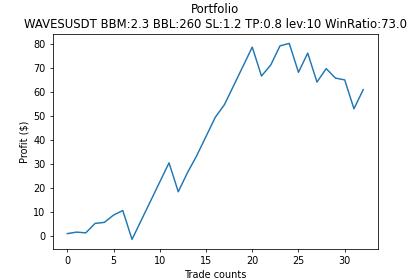 Portfolio
WAVESUSDT BBM:2.3 BBL:260 SL:1.2 TP:0.8 lev:10 WinRatio:73.0
80
70
60
50
40
30
20
10
0
Profit ($)
0 5 10 15 20 25 30
Trade counts